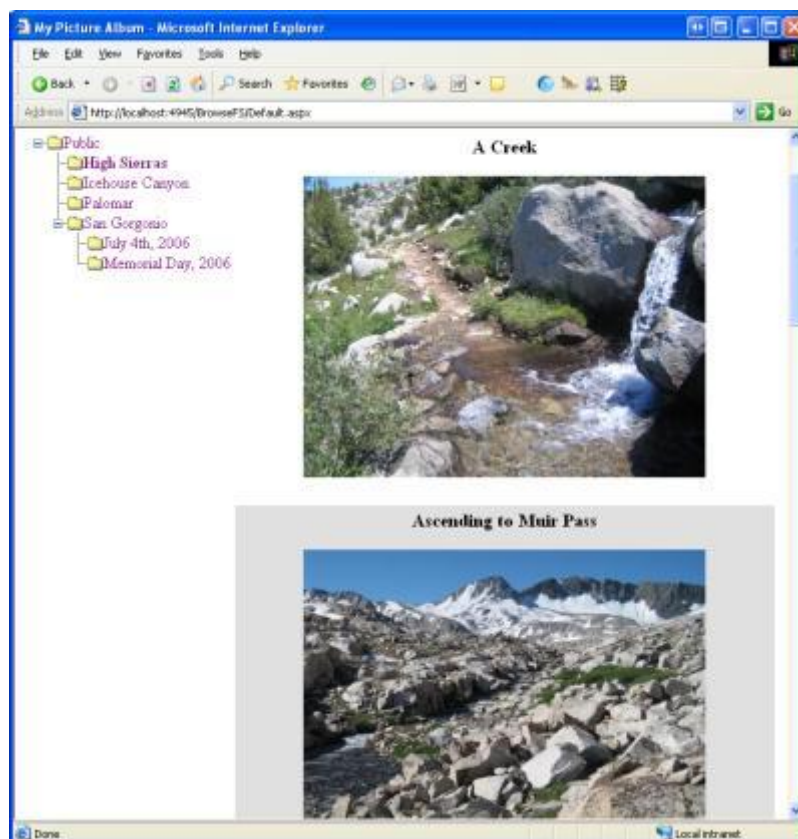 My Picture Album - Microsoft Internet Explorer
File Edit View Favorites Tools Help
Back Search Favorites
Address http://localhost:4945/BrowseFS/Default.aspx Go
Public
High Sierras
Icehouse Canyon
Palomar
San Gorgonio
July 4th, 2006
Memorial Day, 2006
A Creek
Ascending to Muir Pass
Done Local intranet